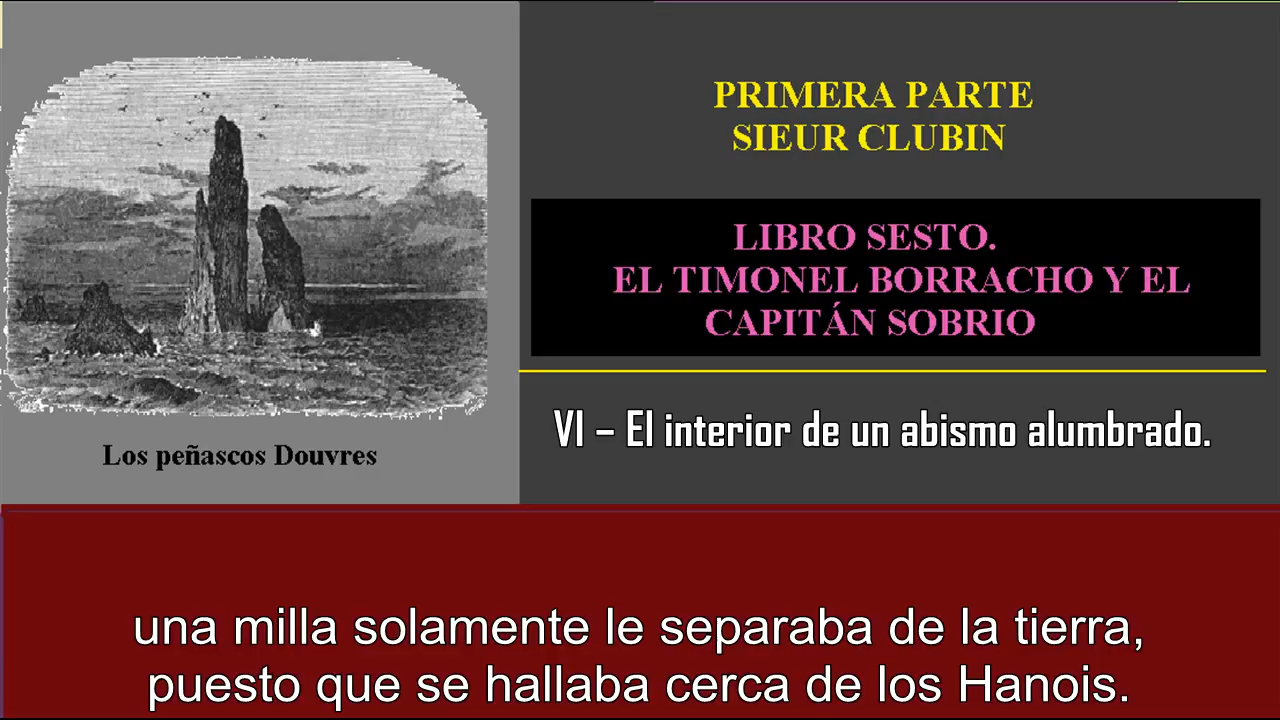 PRIMERA PARTE
SIEUR CLUBIN
LIBRO SESTO.
EL TIMONEL BORRACHO Y EL
CAPITÁN SOBRIO
VI – El interior de un abismo alumbrado.
Los peñascos Douvres
una milla solamente le separaba de la tierra,
puesto que se hallaba cerca de los Hanois.